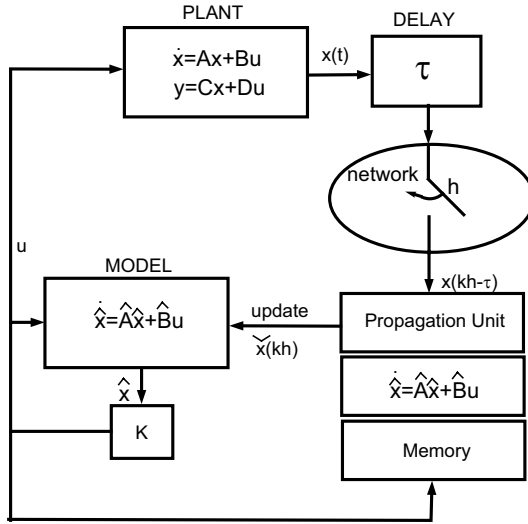 PLANT
DELAY
ẋ=Ax+Bu
y=Cx+Du
x(t)
τ
network
h
u
MODEL
x(kh-τ)
x̂̇=Âx̂+B̂u
update
x̌(kh)
Propagation Unit
x̂
x̂̇=Âx̂+B̂u
K
Memory